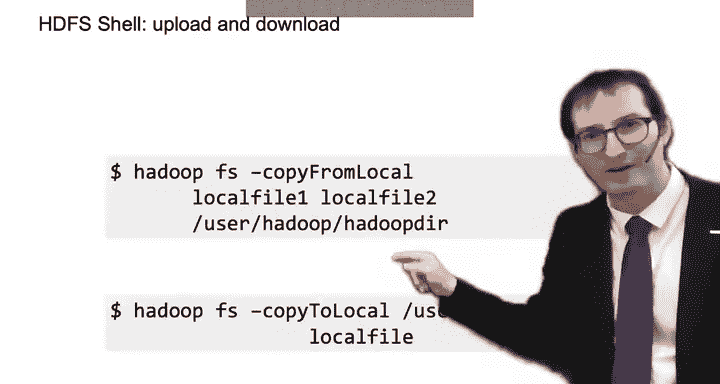 HDFS Shell: upload and download
$ hadoop fs –copyFromLocal
localfile1 localfile2
/user/hadoop/hadoopdir
$ hadoop fs –copyToLocal
localfile